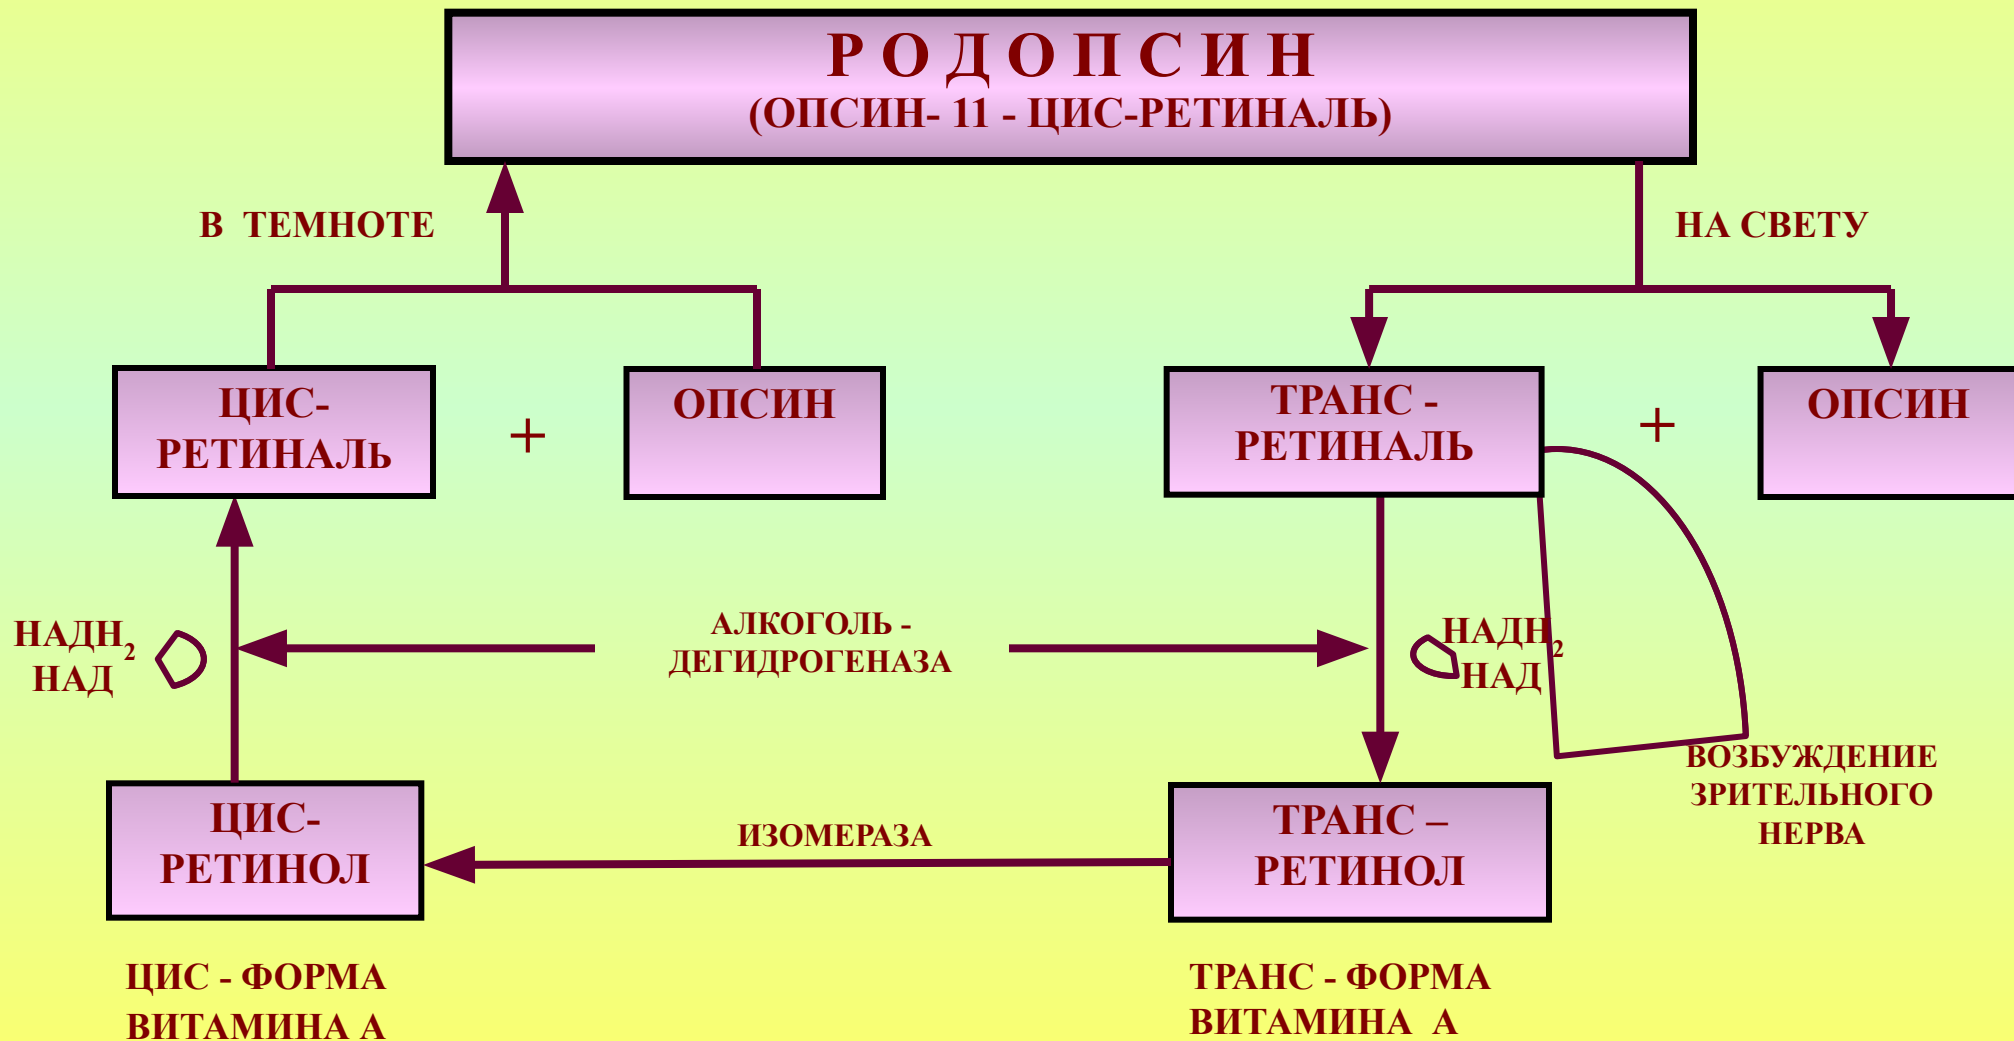 Р О Д О П С И Н
(ОПСИН- 11 - ЦИС-РЕТИНАЛЬ)
В ТЕМНОТЕ
НА СВЕТУ
ЦИС-
РЕТИНАЛЬ
+
ОПСИН
ТРАНС -
РЕТИНАЛЬ
+
ОПСИН
НАДН2
НАД
АЛКОГОЛЬ -
ДЕГИДРОГЕНАЗА
НАДН2
НАД
ВОЗБУЖДЕНИЕ
ЗРИТЕЛЬНОГО
НЕРВА
ЦИС-
РЕТИНОЛ
ИЗОМЕРАЗА
ТРАНС –
РЕТИНОЛ
ЦИС - ФОРМА
ВИТАМИНА А
ТРАНС - ФОРМА
ВИТАМИНА А